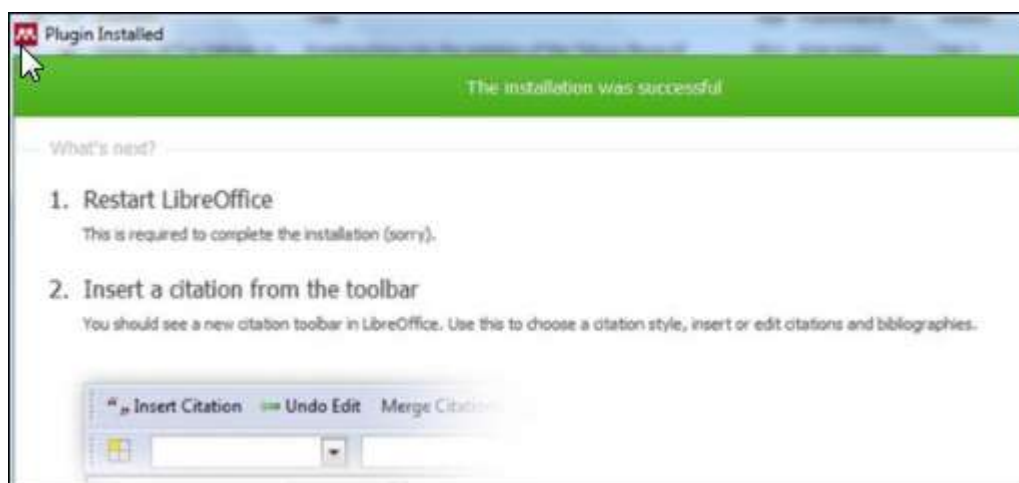 Plugin Installed
The installation was successful
What's next?
1. Restart LibreOffice
This is required to complete the installation (sorry).
2. Insert a citation from the toolbar
You should see a new citation toolbar in LibreOffice. Use this to choose a citation style, insert or edit citations and bibliographies.
Insert Citation Undo Edit Merge Citations